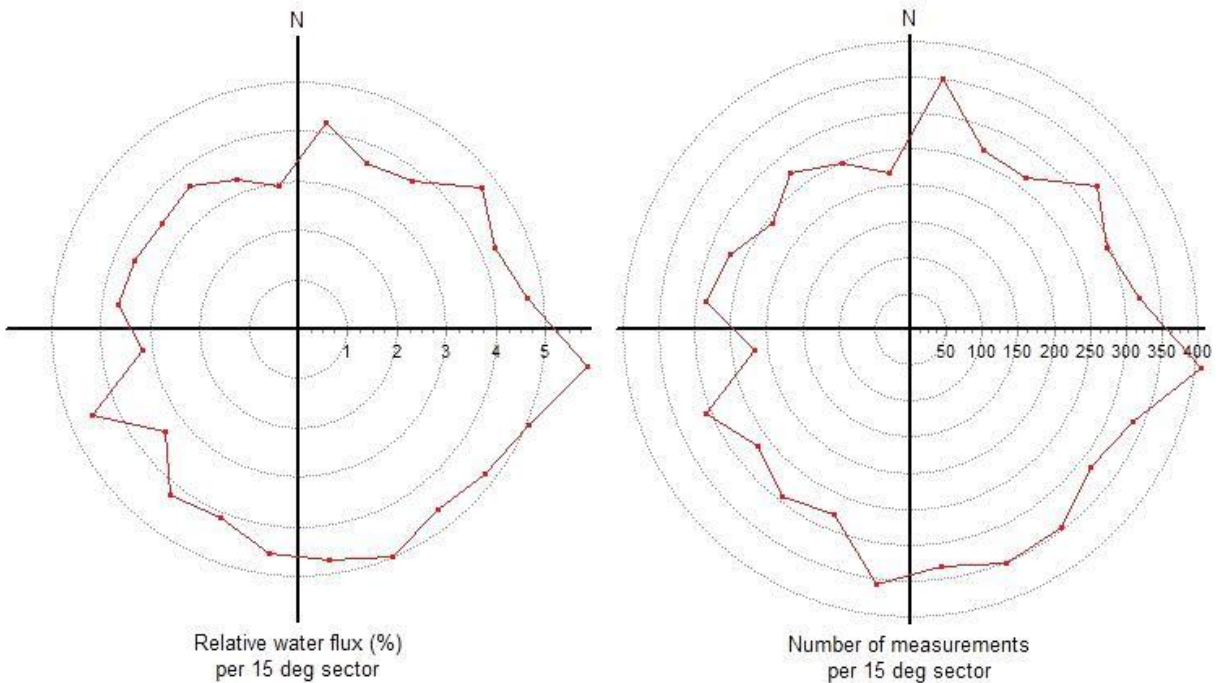 N
1 2 3 4 5
Relative water flux (%)
per 15 deg sector
N
50 100 150 200 250 300 350 400
Number of measurements
per 15 deg sector